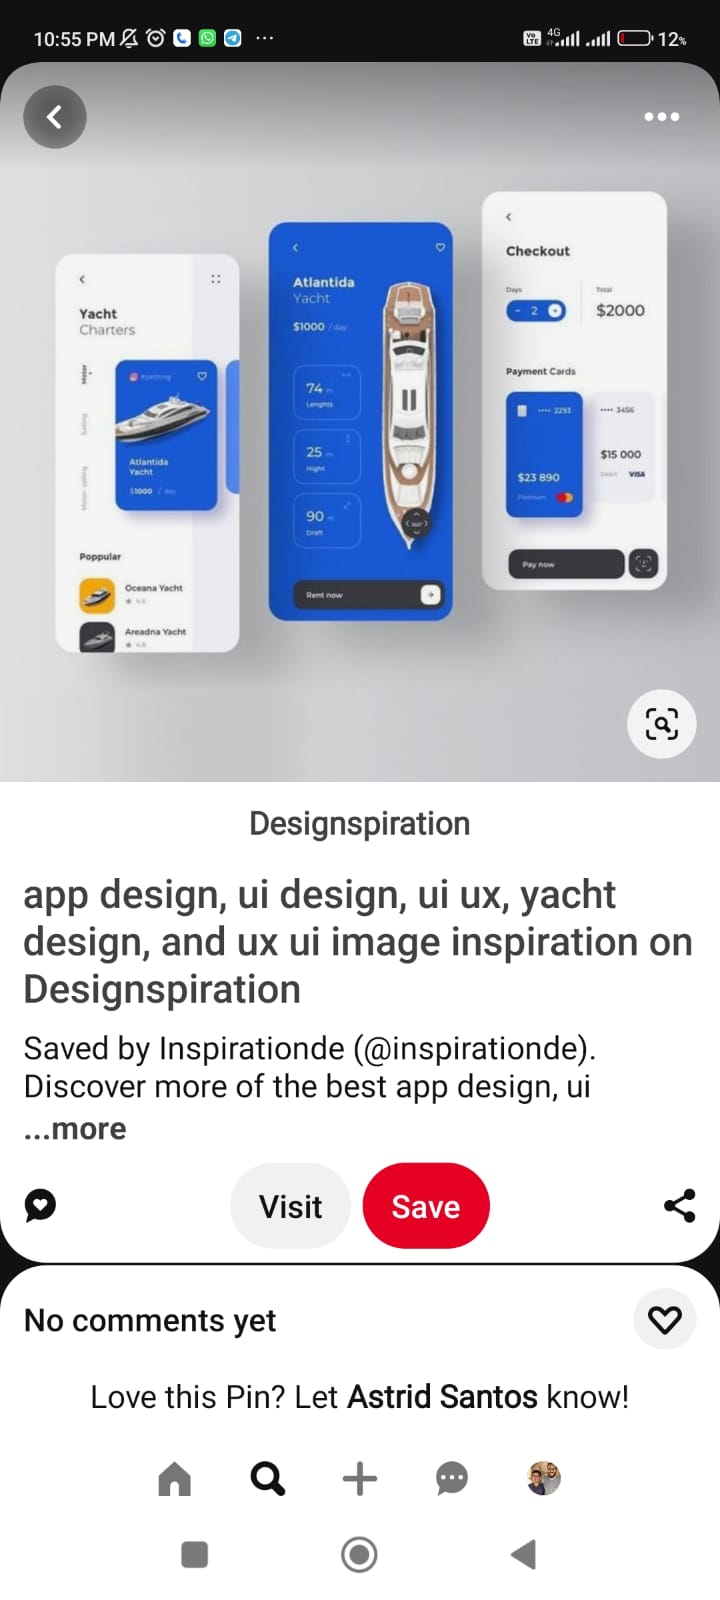 10:55 PM
Vo LTE 4G 12%
Yacht
Charters
Motor
Sailing
Motor-sailing
#yachting
Atlantida
Yacht
$1000 / day
Poppular
Oceana Yacht
4.8
Areadna Yacht
4.8
Atlantida
Yacht
$1000 / day
74 m
Lenghts
25 m
Hight
90 m
Draft
360°
Rent now
Checkout
Days
Total
- 2 +
$2000
Payment Cards
•••• 2293
•••• 3456
$15 000
$23 890
Debit VISA
Platinum
Pay now
Designspiration
app design, ui design, ui ux, yacht
design, and ux ui image inspiration on
Designspiration
Saved by Inspirationde (@inspirationde).
Discover more of the best app design, ui
...more
Visit
Save
No comments yet
Love this Pin? Let Astrid Santos know!